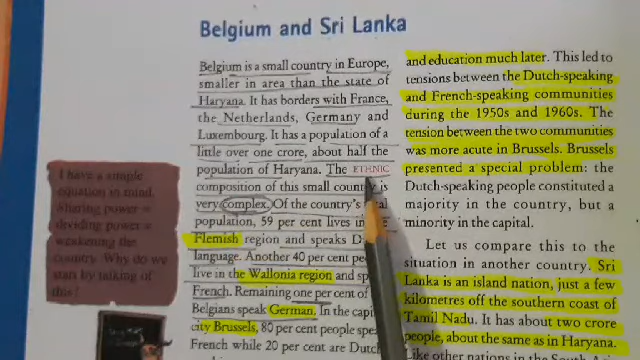 Belgium and Sri Lanka
Belgium is a small country in Europe,
smaller in area than the state of
Haryana. It has borders with France,
the Netherlands, Germany and
Luxembourg. It has a population of a
little over one crore, about half the
population of Haryana. The ETHNIC
composition of this small country is
very complex. Of the country's
population, 59 per cent lives in
Flemish region and speaks
language. Another 40 per cent
live in the Wallonia region and
French. Remaining one per cent of
Belgians speak German. In the
city Brussels, 80 per cent people
French while 20 per cent are
I have a simple
equation in mind.
Sharing power =
dividing power =
weakening the
country. Why do we
start by talking of
this?
and education much later. This led to
tensions between the Dutch-speaking
and French-speaking communities
during the 1950s and 1960s. The
tension between the two communities
was more acute in Brussels. Brussels
presented a special problem: the
Dutch-speaking people constituted a
majority in the country, but a
minority in the capital.
Let us compare this to the
situation in another country. Sri
Lanka is an island nation, just a few
kilometres off the southern coast of
Tamil Nadu. It has about two crore
people, about the same as in Haryana.
Like other nations in the South